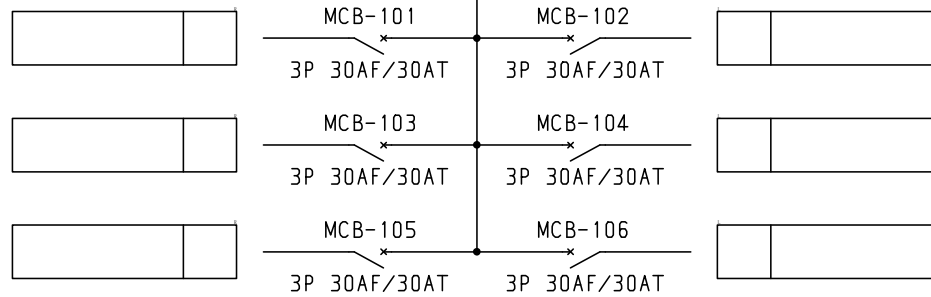 MCB-101 MCB-102
3P 30AF/30AT 3P 30AF/30AT
MCB-103 MCB-104
3P 30AF/30AT 3P 30AF/30AT
MCB-105 MCB-106
3P 30AF/30AT 3P 30AF/30AT